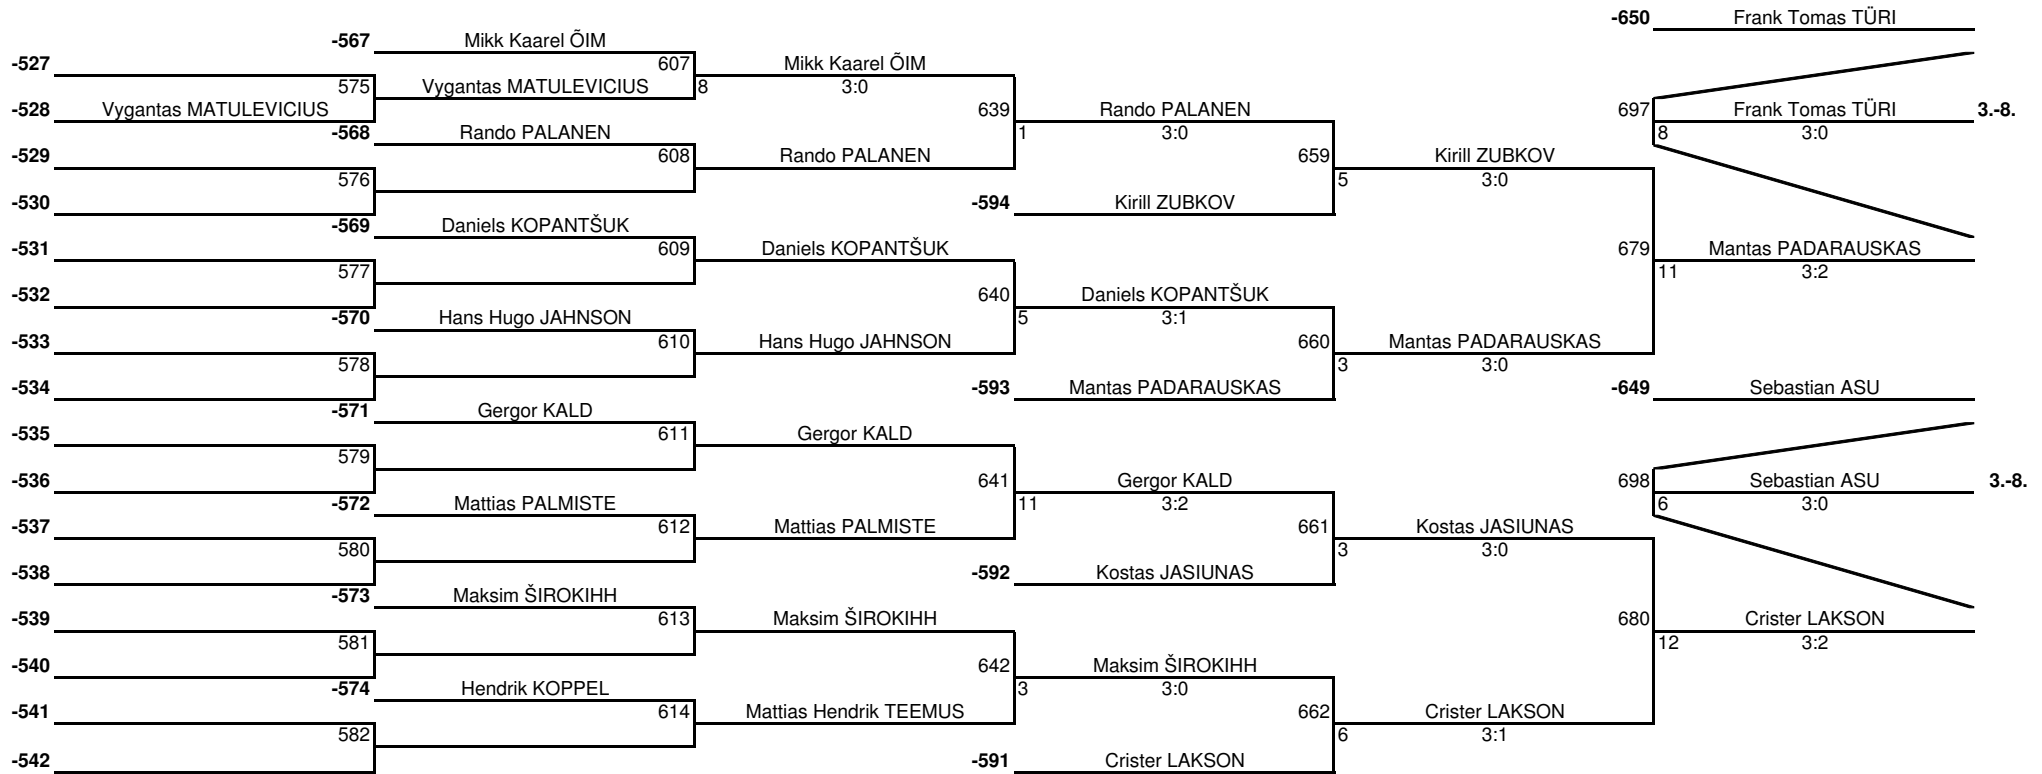 -650 Frank Tomas TÜRI
-567 Mikk Kaarel ÕIM
-527 607 Mikk Kaarel ÕIM
575 Vygantas MATULEVICIUS 8 3:0
-528 Vygantas MATULEVICIUS 639 Rando PALANEN 697 Frank Tomas TÜRI 3.-8.
-568 Rando PALANEN 1 3:0 8 3:0
-529 608 Rando PALANEN 659 Kirill ZUBKOV
576 5 3:0
-530 -594 Kirill ZUBKOV
-569 Daniels KOPANTŠUK
-531 609 Daniels KOPANTŠUK 679 Mantas PADARAUSKAS
577 11 3:2
-532 640 Daniels KOPANTŠUK
-570 Hans Hugo JAHNSON 5 3:1
-533 610 Hans Hugo JAHNSON 660 Mantas PADARAUSKAS
578 3 3:0
-534 -593 Mantas PADARAUSKAS -649 Sebastian ASU
-571 Gergor KALD
-535 611 Gergor KALD
579
-536 641 Gergor KALD 698 Sebastian ASU 3.-8.
-572 Mattias PALMISTE 11 3:2 6 3:0
-537 612 Mattias PALMISTE 661 Kostas JASIUNAS
580 3 3:0
-538 -592 Kostas JASIUNAS
-573 Maksim ŠIROKIHH
-539 613 Maksim ŠIROKIHH 680 Crister LAKSON
581 12 3:2
-540 642 Maksim ŠIROKIHH
-574 Hendrik KOPPEL 3 3:0
-541 614 Mattias Hendrik TEEMUS 662 Crister LAKSON
582 6 3:1
-542 -591 Crister LAKSON